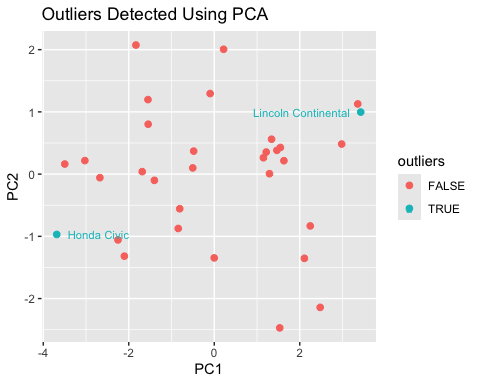 Outliers Detected Using PCA
2
1
0
-1
-2
PC2
Lincoln Continental
Honda Civic
-4
-2
0
2
PC1
outliers
FALSE
TRUE